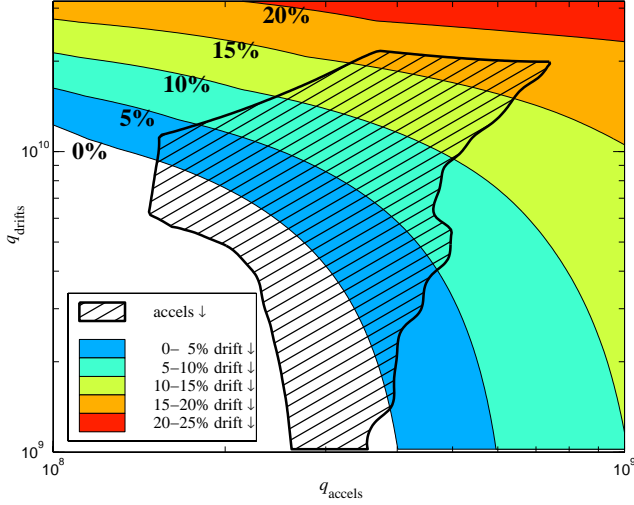 20%
15%
10%
5%
0%
10^10
q_drifts
accels ↓
0– 5% drift ↓
5–10% drift ↓
10–15% drift ↓
15–20% drift ↓
20–25% drift ↓
10^9
10^8
10^9
q_accels